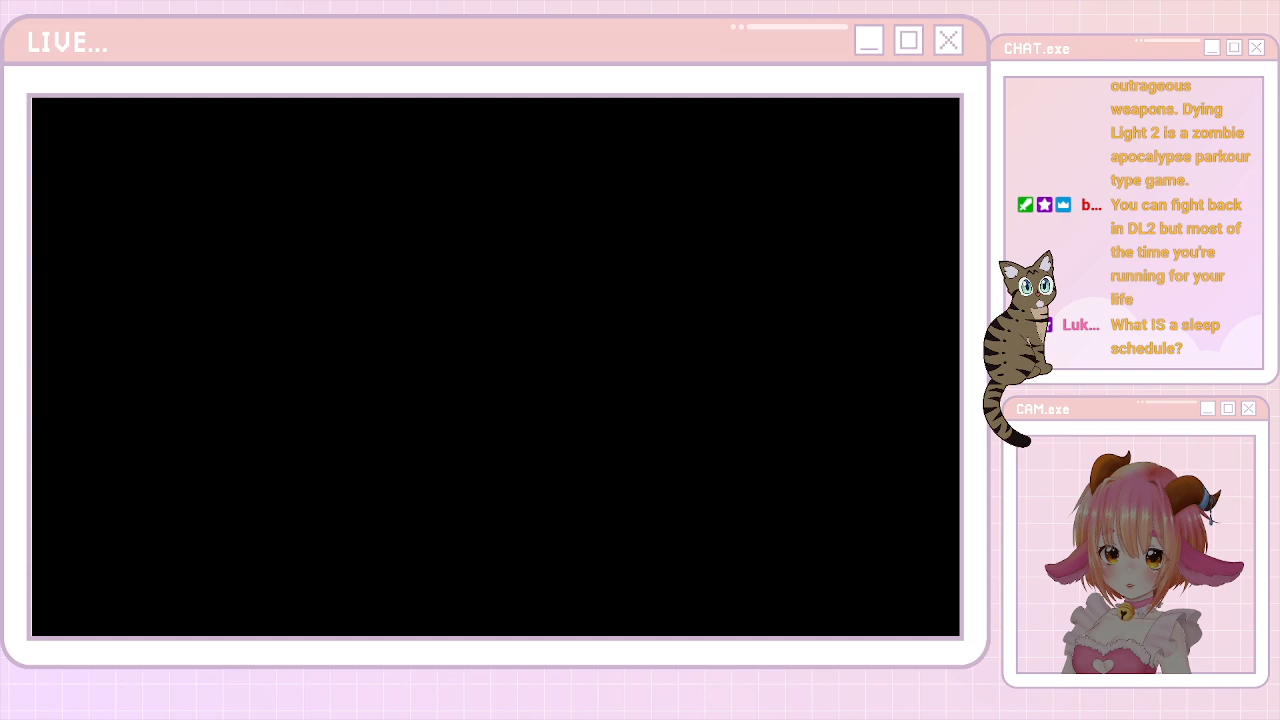 LIVE...
CHAT.exe
outrageous
weapons. Dying
Light 2 is a zombie
apocalypse parkour
type game.
b... You can fight back
in DL2 but most of
the time you're
running for your
life
Luk... What IS a sleep
schedule?
CAM.exe